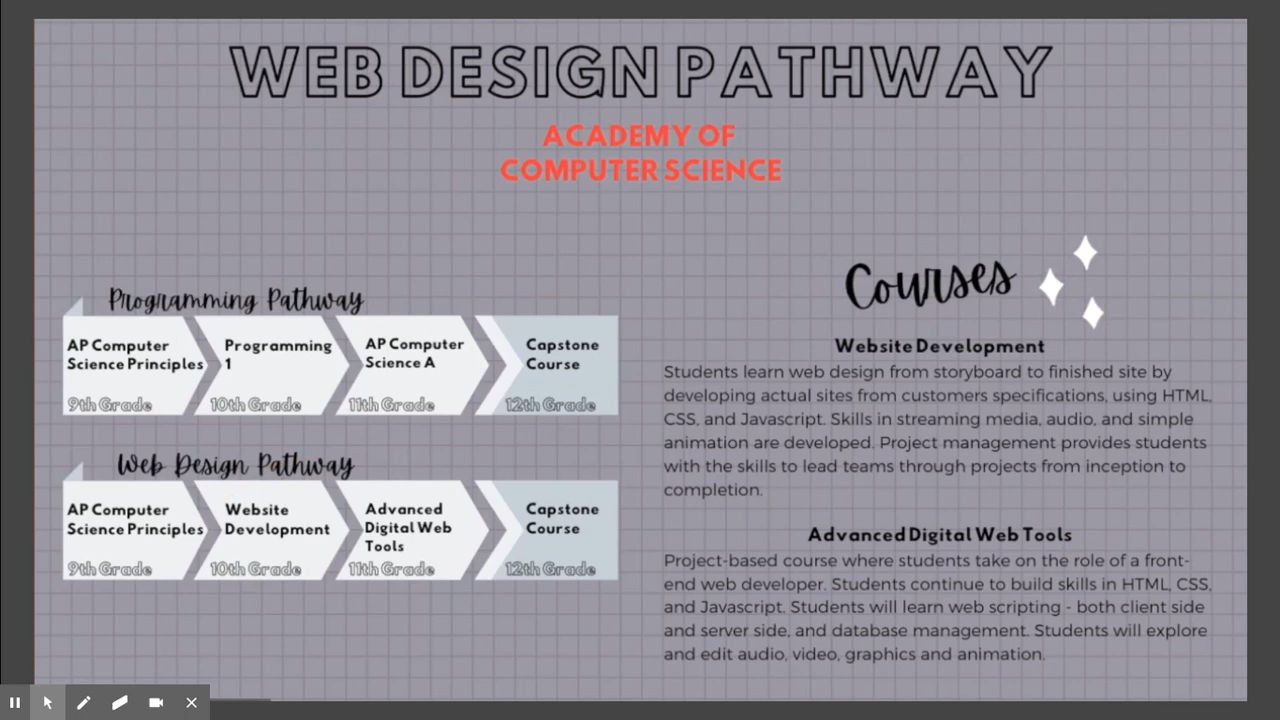 WEB DESIGN PATHWAY
ACADEMY OF
COMPUTER SCIENCE
Programming Pathway
AP Computer
Science Principles
9th Grade
Programming
1
10th Grade
AP Computer
Science A
11th Grade
Capstone
Course
12th Grade
Web Design Pathway
AP Computer
Science Principles
9th Grade
Website
Development
10th Grade
Advanced
Digital Web
Tools
11th Grade
Capstone
Course
12th Grade
Courses
Website Development
Students learn web design from storyboard to finished site by
developing actual sites from customers specifications, using HTML,
CSS, and Javascript. Skills in streaming media, audio, and simple
animation are developed. Project management provides students
with the skills to lead teams through projects from inception to
completion.
Advanced Digital Web Tools
Project-based course where students take on the role of a front-
end web developer. Students continue to build skills in HTML, CSS,
and Javascript. Students will learn web scripting - both client side
and server side, and database management. Students will explore
and edit audio, video, graphics and animation.